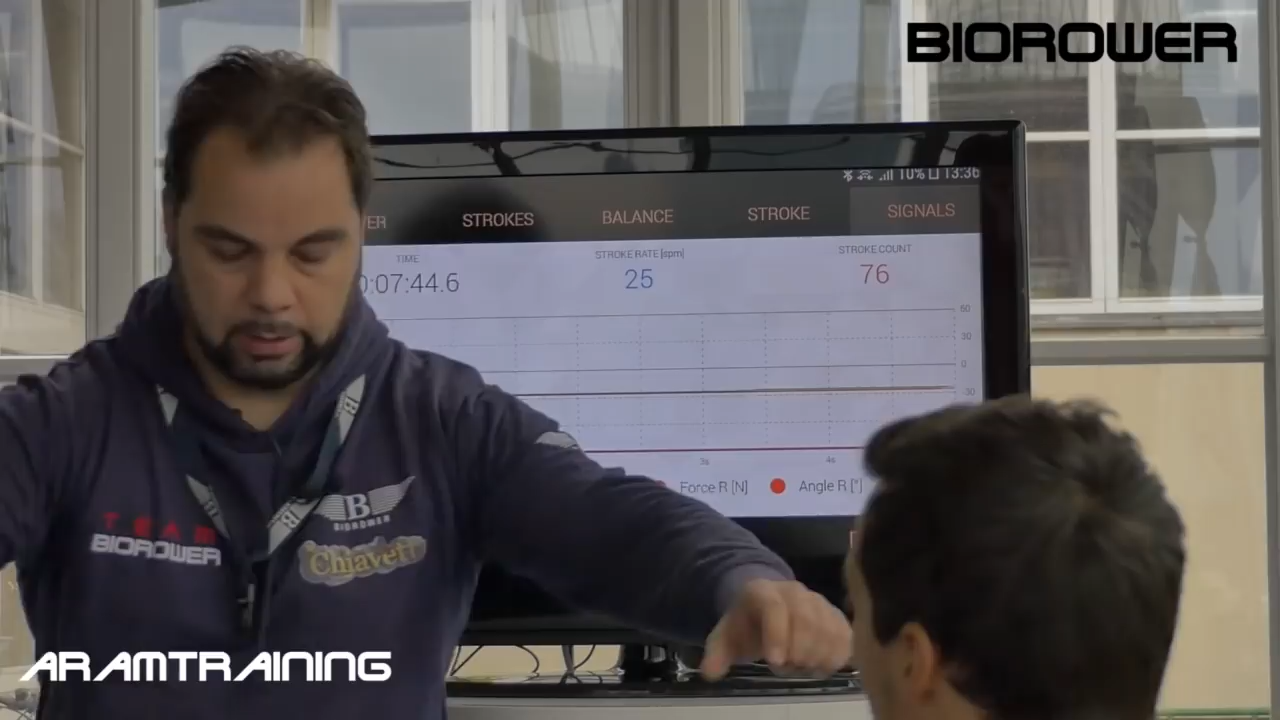 BIOROWER
10% 13:36
ER STROKES BALANCE STROKE SIGNALS
TIME STROKE RATE [spm] STROKE COUNT
0:07:44.6 25 76
60
30
0
-30
3s 4s
Force R [N] Angle R [°]
B
BIOROWER
TEAM
BIOROWER
Chiavett
ARAMTRAINING